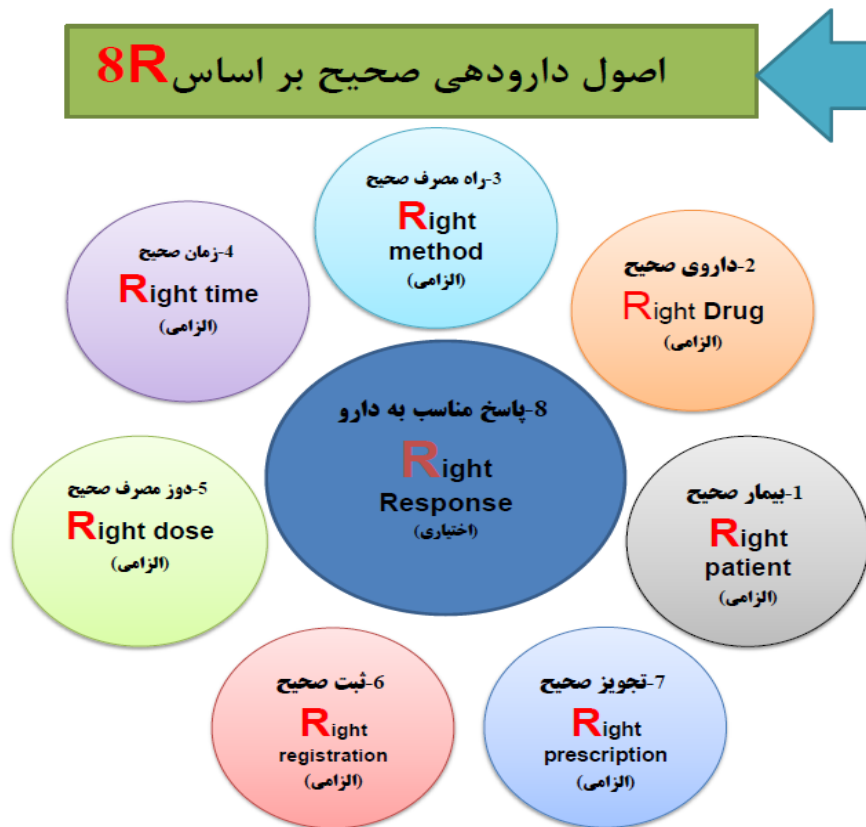 اصول دارودهی صحیح بر اساس 8R
1-بیمار صحیح
Right
patient
(الزامی)
2-داروی صحیح
Right Drug
(الزامی)
3-راه مصرف صحیح
Right
method
(الزامی)
4-زمان صحیح
Right time
(الزامی)
5-دوز مصرف صحیح
Right dose
(الزامی)
6-ثبت صحیح
Right
registration
(الزامی)
7-تجویز صحیح
Right
prescription
(الزامی)
8-پاسخ مناسب به دارو
Right
Response
(اختیاری)